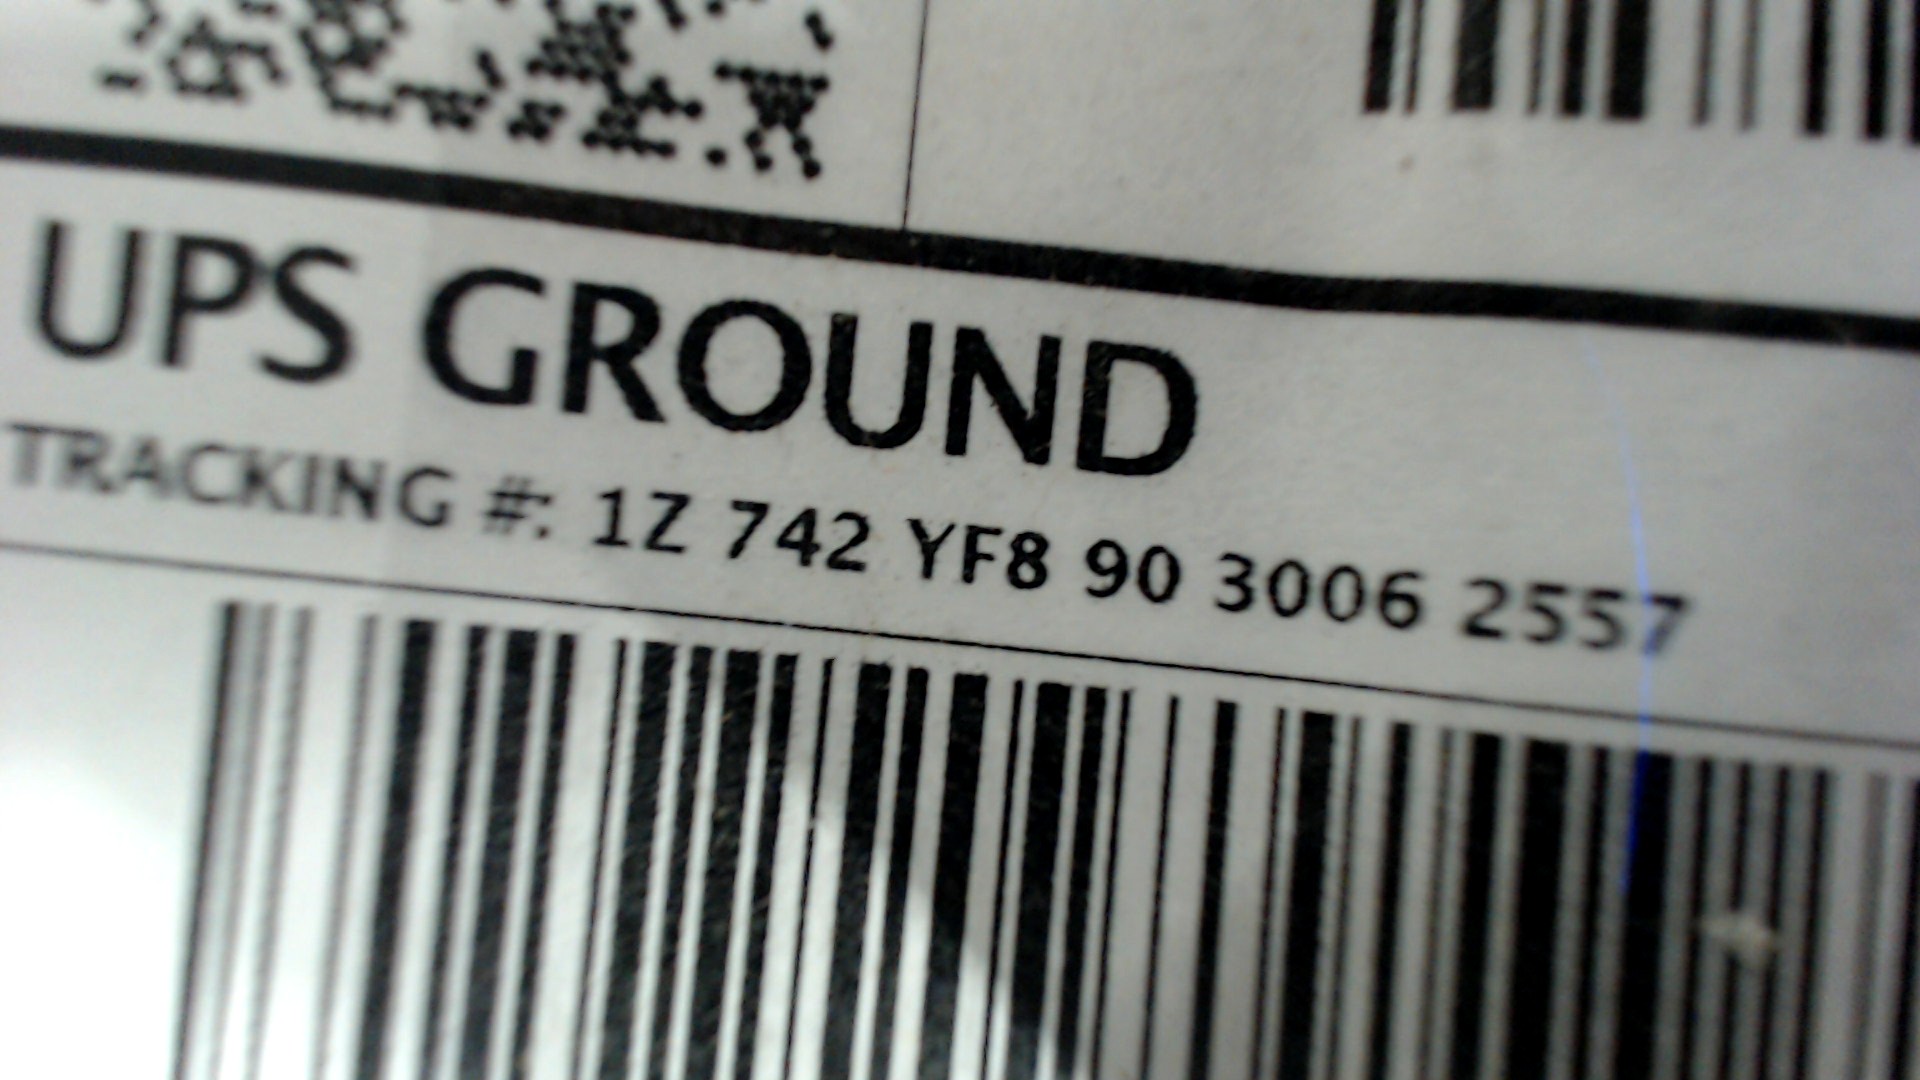 UPS GROUND
TRACKING #: 1Z 742 YF8 90 3006 2557